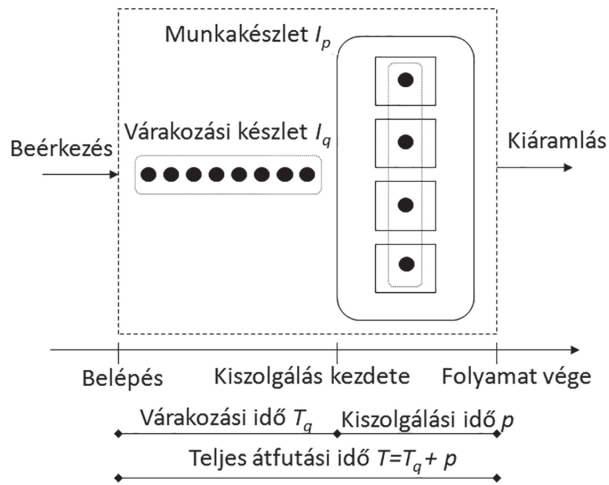 Munkakészlet Ip
Várakozási készlet Iq
Beérkezés
Kiáramlás
Belépés Kiszolgálás kezdete Folyamat vége
Várakozási idő Tq Kiszolgálási idő p
Teljes átfutási idő T=Tq + p